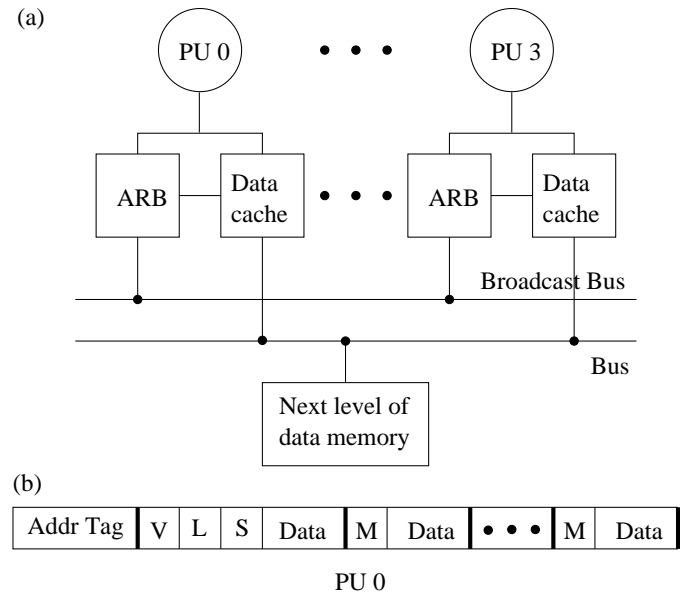 (a)
PU 0
PU 3
ARB
Data
cache
ARB
Data
cache
Broadcast Bus
Bus
Next level of
data memory
(b)
Addr Tag V L S Data M Data M Data
PU 0